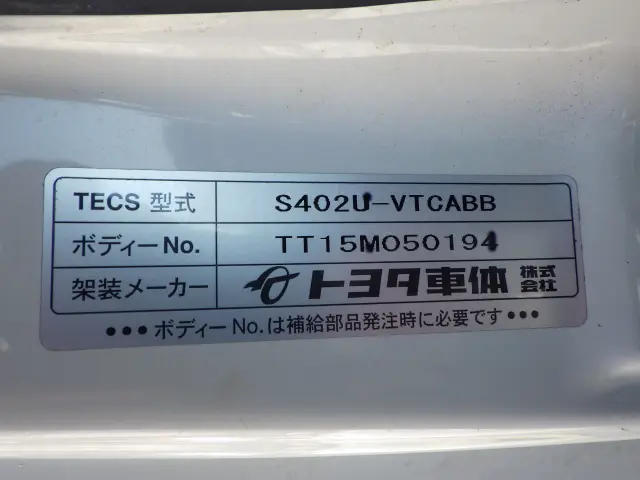 TECS 型式 S402U-VTCABB
ボディーNo. TT15M050194
架装メーカー トヨタ車体 株式会社
●●● ボディーNo.は補給部品発注時に必要です ●●●